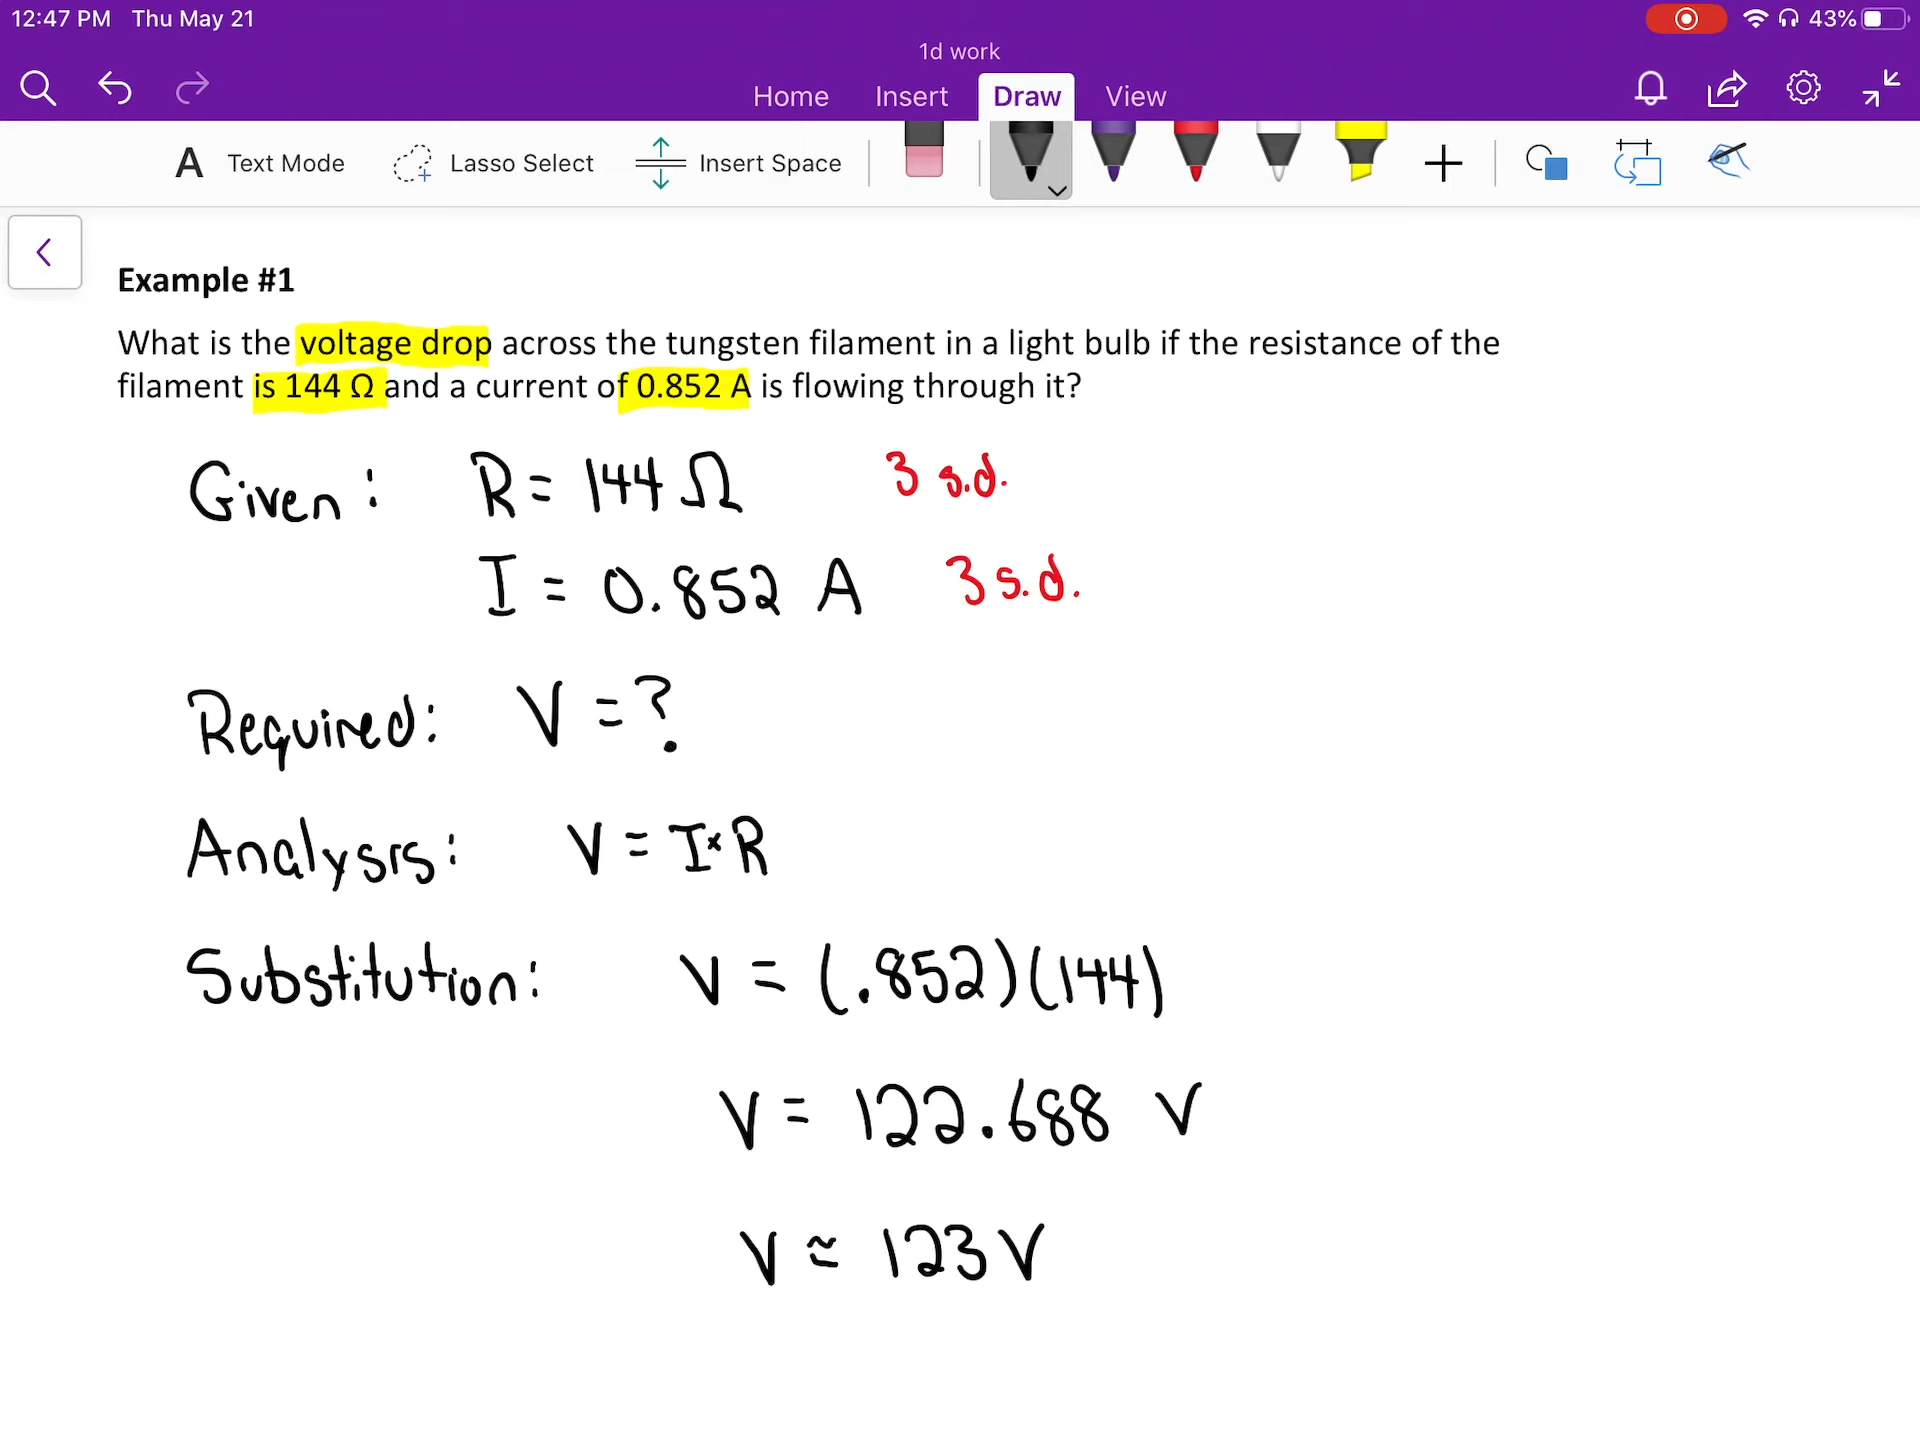 12:47 PM Thu May 21
43%
1d work
Home Insert Draw View
A Text Mode Lasso Select Insert Space
Example #1
What is the voltage drop across the tungsten filament in a light bulb if the resistance of the
filament is 144 Ω and a current of 0.852 A is flowing through it?
Given: R = 144 Ω 3 s.d.
I = 0.852 A 3 s.d.
Required: V = ?
Analysis: V = I × R
Substitution: V = (.852)(144)
V = 122.688 V
V ≈ 123 V